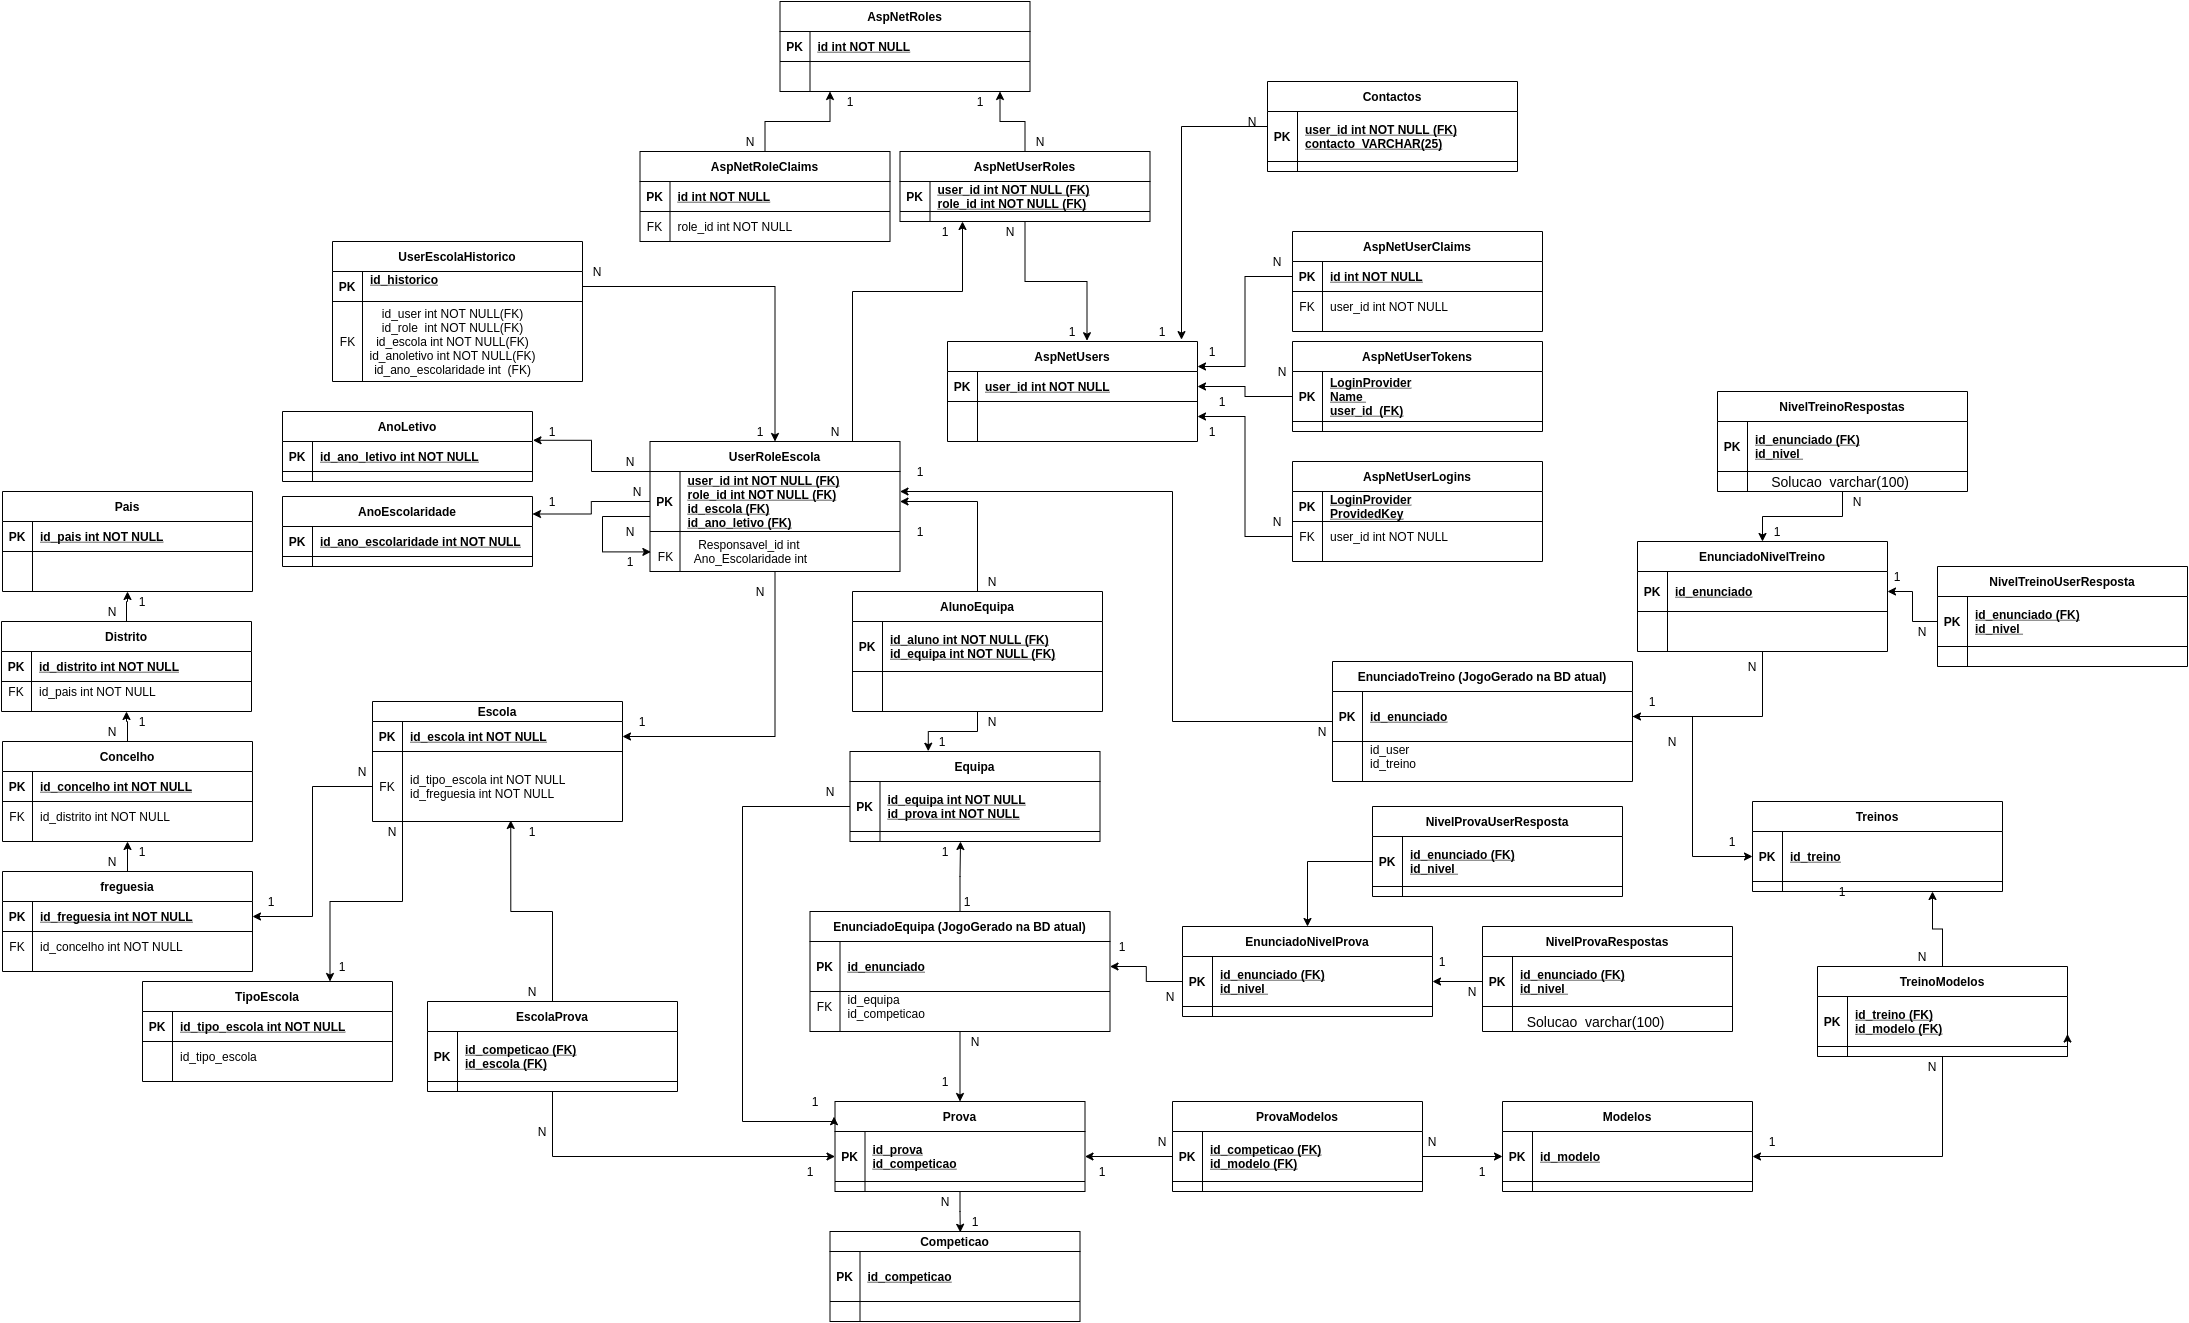 AspNetRoles
PK
id int NOT NULL
1
1
N
N
AspNetRoleClaims
PK
id int NOT NULL
FK
role_id int NOT NULL
AspNetUserRoles
PK
user_id int NOT NULL (FK)
role_id int NOT NULL (FK)
1
N
Contactos
PK
user_id int NOT NULL (FK)
contacto VARCHAR(25)
N
AspNetUserClaims
PK
id int NOT NULL
FK
user_id int NOT NULL
N
UserEscolaHistorico
PK
id_historico
FK
id_user int NOT NULL(FK)
id_role int NOT NULL(FK)
id_escola int NOT NULL(FK)
id_anoletivo int NOT NULL(FK)
id_ano_escolaridade int (FK)
N
1
1
1
AspNetUsers
PK
user_id int NOT NULL
1
1
AspNetUserTokens
PK
LoginProvider
Name
user_id (FK)
N
AspNetUserLogins
PK
LoginProvider
ProvidedKey
FK
user_id int NOT NULL
N
NivelTreinoRespostas
PK
id_enunciado (FK)
id_nivel
Solucao varchar(100)
N
1
AnoLetivo
PK
id_ano_letivo int NOT NULL
1
N
AnoEscolaridade
PK
id_ano_escolaridade int NOT NULL
1
N
1
N
UserRoleEscola
PK
user_id int NOT NULL (FK)
role_id int NOT NULL (FK)
id_escola (FK)
id_ano_letivo (FK)
FK
Responsavel_id int
Ano_Escolaridade int
N
1
1
1
N
Pais
PK
id_pais int NOT NULL
1
N
Distrito
PK
id_distrito int NOT NULL
FK
id_pais int NOT NULL
1
N
Concelho
PK
id_concelho int NOT NULL
FK
id_distrito int NOT NULL
1
N
freguesia
PK
id_freguesia int NOT NULL
FK
id_concelho int NOT NULL
1
EnunciadoNivelTreino
PK
id_enunciado
1
N
N
NivelTreinoUserResposta
PK
id_enunciado (FK)
id_nivel
AlunoEquipa
PK
id_aluno int NOT NULL (FK)
id_equipa int NOT NULL (FK)
N
N
1
EnunciadoTreino (JogoGerado na BD atual)
PK
id_enunciado
id_user
id_treino
N
1
N
Escola
PK
id_escola int NOT NULL
FK
id_tipo_escola int NOT NULL
id_freguesia int NOT NULL
1
N
N
1
Equipa
PK
id_equipa int NOT NULL
id_prova int NOT NULL
N
1
1
Treinos
PK
id_treino
1
1
NivelProvaUserResposta
PK
id_enunciado (FK)
id_nivel
EnunciadoEquipa (JogoGerado na BD atual)
PK
id_enunciado
FK
id_equipa
id_competicao
1
N
N
1
EnunciadoNivelProva
PK
id_enunciado (FK)
id_nivel
1
N
NivelProvaRespostas
PK
id_enunciado (FK)
id_nivel
Solucao varchar(100)
N
TreinoModelos
PK
id_treino (FK)
id_modelo (FK)
N
1
TipoEscola
PK
id_tipo_escola int NOT NULL
id_tipo_escola
N
EscolaProva
PK
id_competicao (FK)
id_escola (FK)
N
1
1
Prova
PK
id_prova
id_competicao
N
1
1
N
ProvaModelos
PK
id_competicao (FK)
id_modelo (FK)
N
1
Modelos
PK
id_modelo
1
Competicao
PK
id_competicao